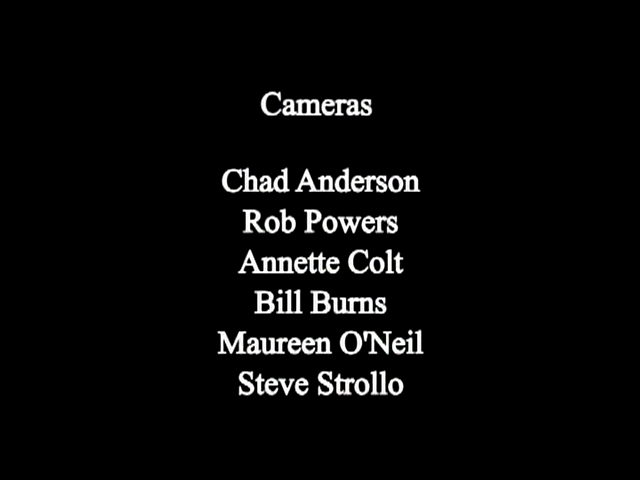 Cameras
Chad Anderson
Rob Powers
Annette Colt
Bill Burns
Maureen O'Neil
Steve Strollo